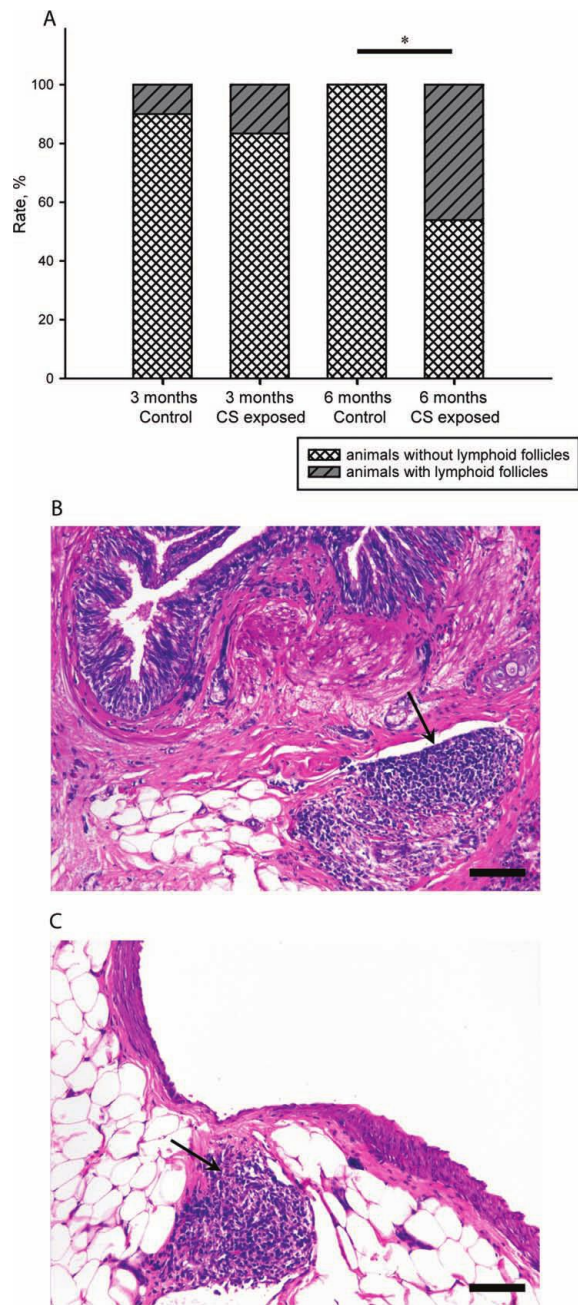 A
*
100
80
60
40
20
0
Rate, %
3 months
Control
3 months
CS exposed
6 months
Control
6 months
CS exposed
animals without lymphoid follicles
animals with lymphoid follicles
B
C